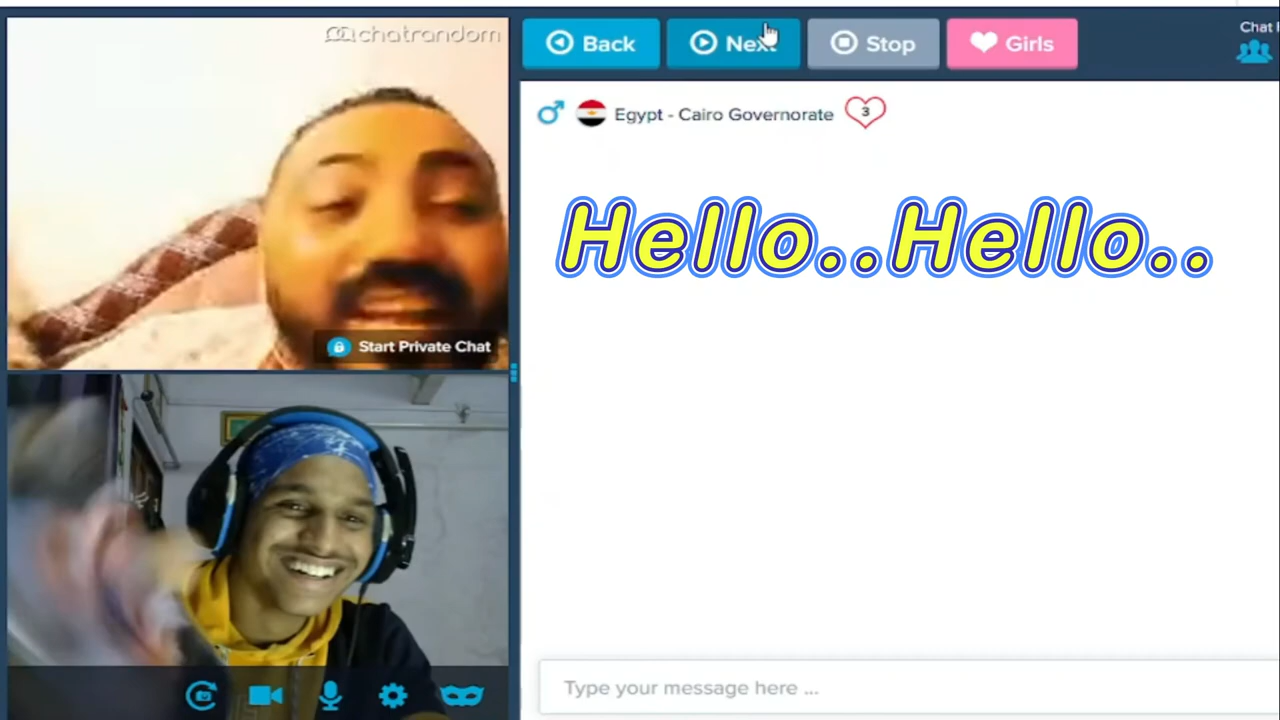 chatrandom
Back
Next
Stop
Girls
Chat
Egypt - Cairo Governorate
3
Hello..Hello..
Start Private Chat
Type your message here ...